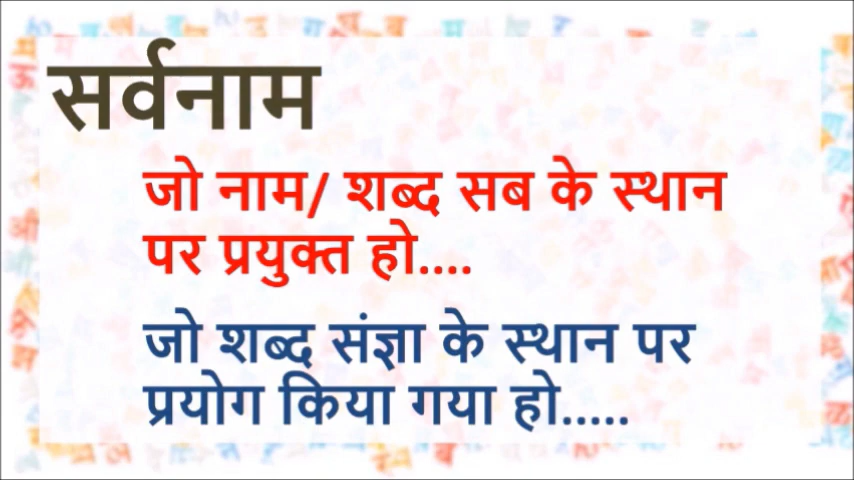 सर्वनाम
जो नाम/ शब्द सब के स्थान
पर प्रयुक्त हो....
जो शब्द संज्ञा के स्थान पर
प्रयोग किया गया हो.....